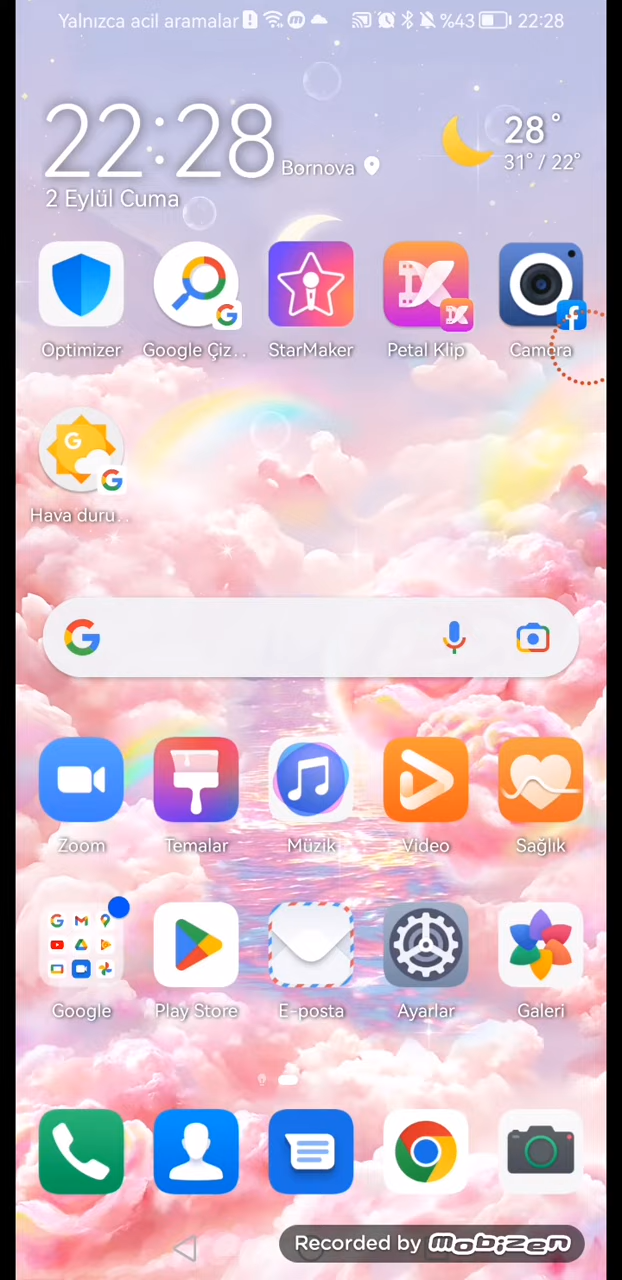 Yalnızca acil aramalar %43 22:28
22:28 Bornova 28°
31° / 22°
2 Eylül Cuma
Optimizer Google Çiz... StarMaker Petal Klip Camera
Hava duru...
Zoom Temalar Müzik Video Sağlık
Google Play Store E-posta Ayarlar Galeri
Recorded by mobizen